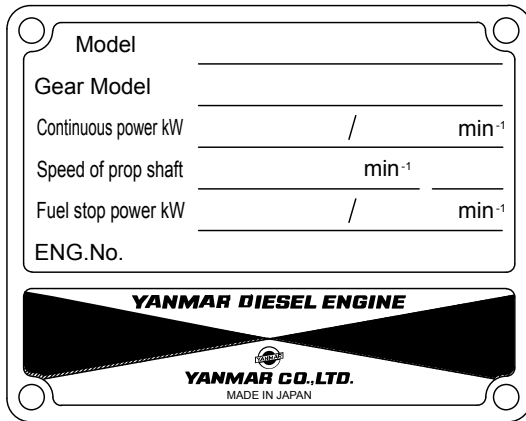 Model
Gear Model
Continuous power kW / min-1
Speed of prop shaft min-1
Fuel stop power kW / min-1
ENG.No.
YANMAR DIESEL ENGINE
YANMAR
YANMAR CO.,LTD.
MADE IN JAPAN